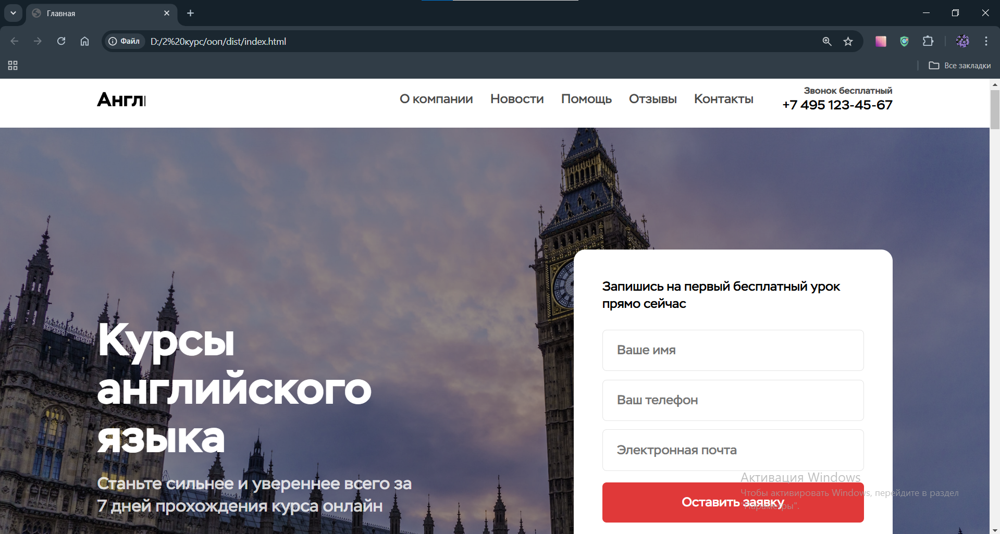 Главная
Файл
D:/2%20курс/ооп/dist/index.html
Все закладки
Англ
О компании
Новости
Помощь
Отзывы
Контакты
Звонок бесплатный
+7 495 123-45-67
Курсы
английского
языка
Станьте сильнее и увереннее всего за
7 дней прохождения курса онлайн
Запишись на первый бесплатный урок
прямо сейчас
Ваше имя
Ваш телефон
Электронная почта
Оставить заявку
Активация Windows
Чтобы активировать Windows, перейдите в раздел
"Параметры".